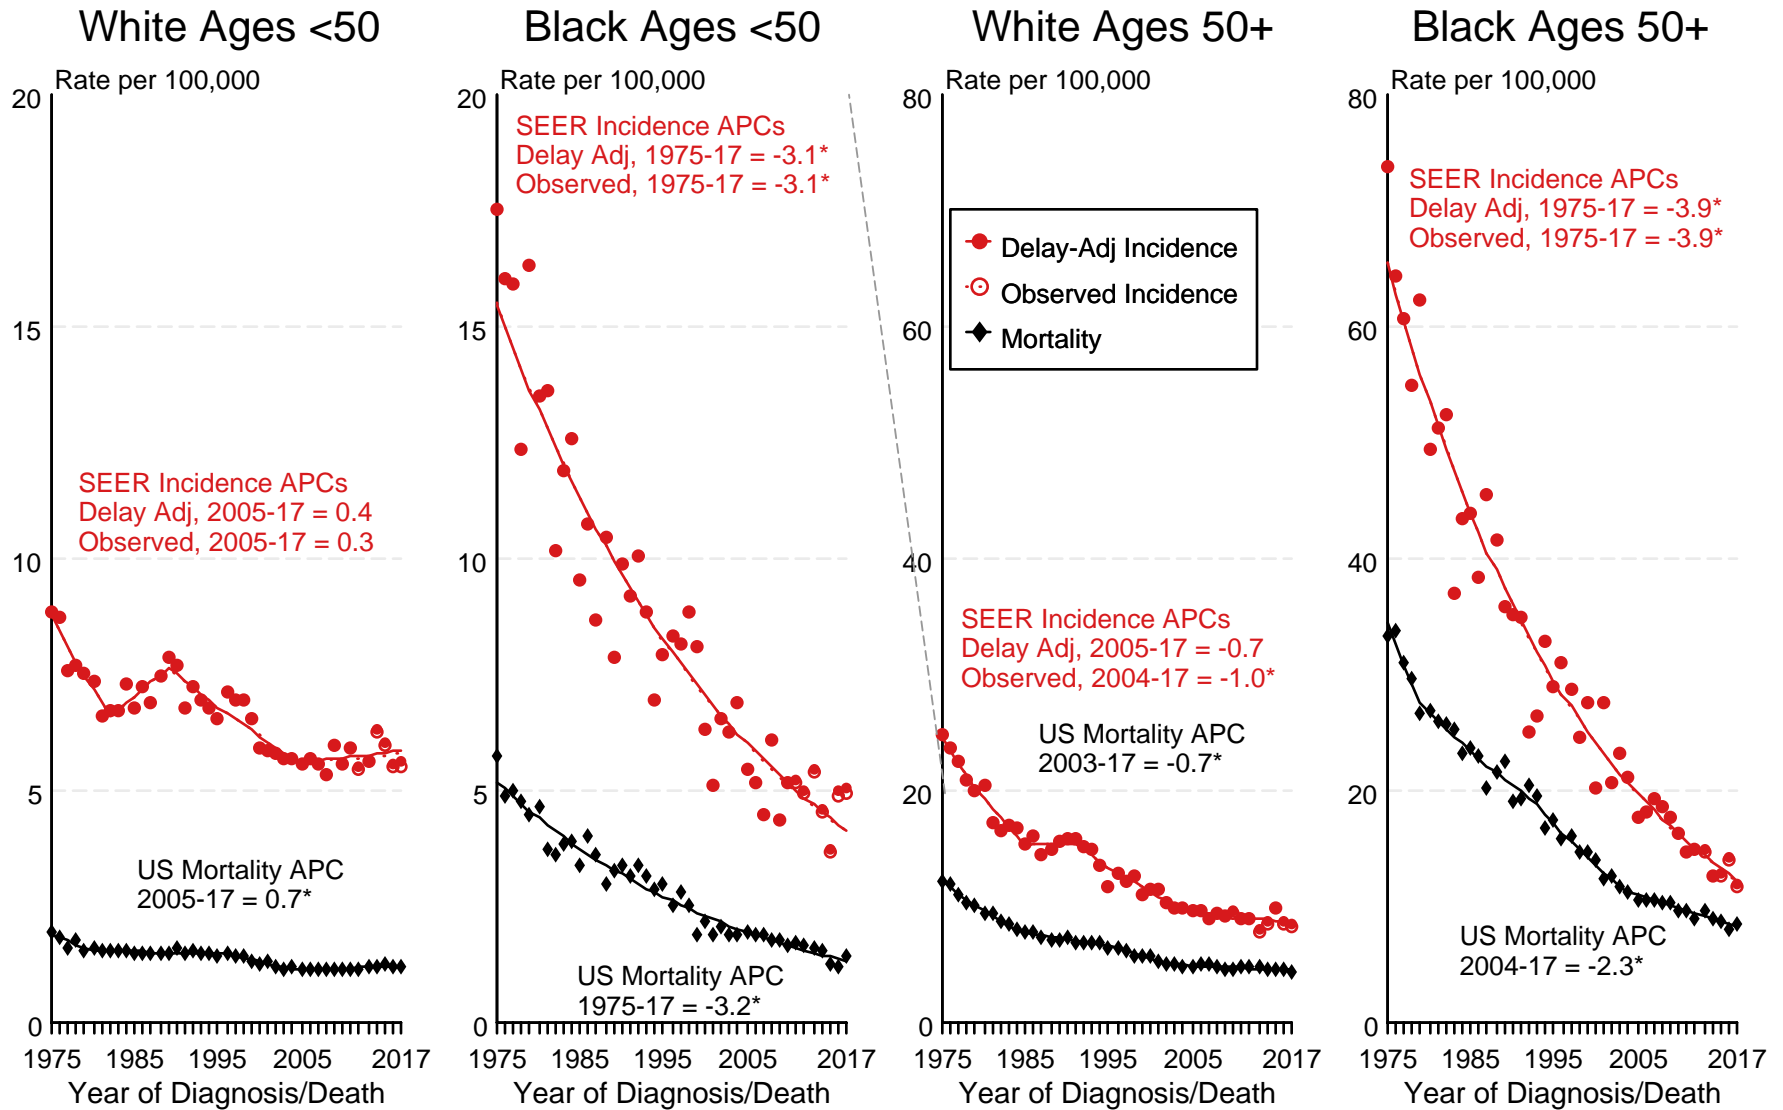 White Ages <50
Rate per 100,000
20
15
10
5
0
SEER Incidence APCs
Delay Adj, 2005-17 = 0.4
Observed, 2005-17 = 0.3
US Mortality APC
2005-17 = 0.7*
1975 1985 1995 2005 2017
Year of Diagnosis/Death
Black Ages <50
Rate per 100,000
20
15
10
5
0
SEER Incidence APCs
Delay Adj, 1975-17 = -3.1*
Observed, 1975-17 = -3.1*
US Mortality APC
1975-17 = -3.2*
1975 1985 1995 2005 2017
Year of Diagnosis/Death
White Ages 50+
Rate per 100,000
80
60
40
20
0
Delay-Adj Incidence
Observed Incidence
Mortality
SEER Incidence APCs
Delay Adj, 2005-17 = -0.7
Observed, 2004-17 = -1.0*
US Mortality APC
2003-17 = -0.7*
1975 1985 1995 2005 2017
Year of Diagnosis/Death
Black Ages 50+
Rate per 100,000
80
60
40
20
0
SEER Incidence APCs
Delay Adj, 1975-17 = -3.9*
Observed, 1975-17 = -3.9*
US Mortality APC
2004-17 = -2.3*
1975 1985 1995 2005 2017
Year of Diagnosis/Death